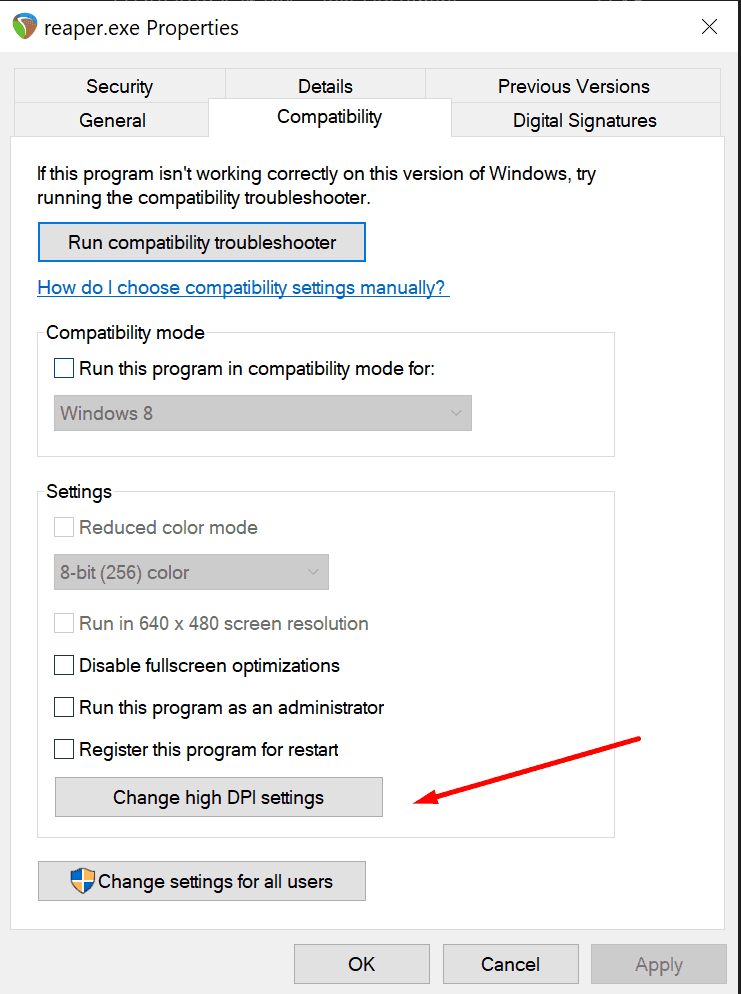 reaper.exe Properties
Security
Details
Previous Versions
General
Compatibility
Digital Signatures
If this program isn't working correctly on this version of Windows, try
running the compatibility troubleshooter.
Run compatibility troubleshooter
How do I choose compatibility settings manually?
Compatibility mode
Run this program in compatibility mode for:
Windows 8
Settings
Reduced color mode
8-bit (256) color
Run in 640 x 480 screen resolution
Disable fullscreen optimizations
Run this program as an administrator
Register this program for restart
Change high DPI settings
Change settings for all users
OK
Cancel
Apply